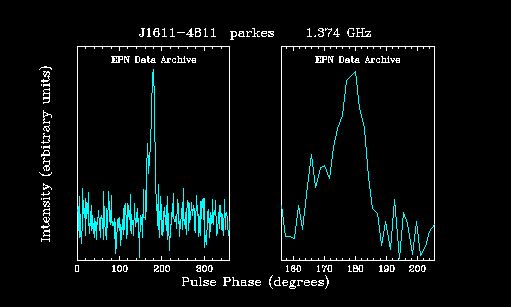 J1611-4811 parkes 1.374 GHz
EPN Data Archive EPN Data Archive
Intensity (arbitrary units)
0 100 200 300 160 170 180 190 200
Pulse Phase (degrees)